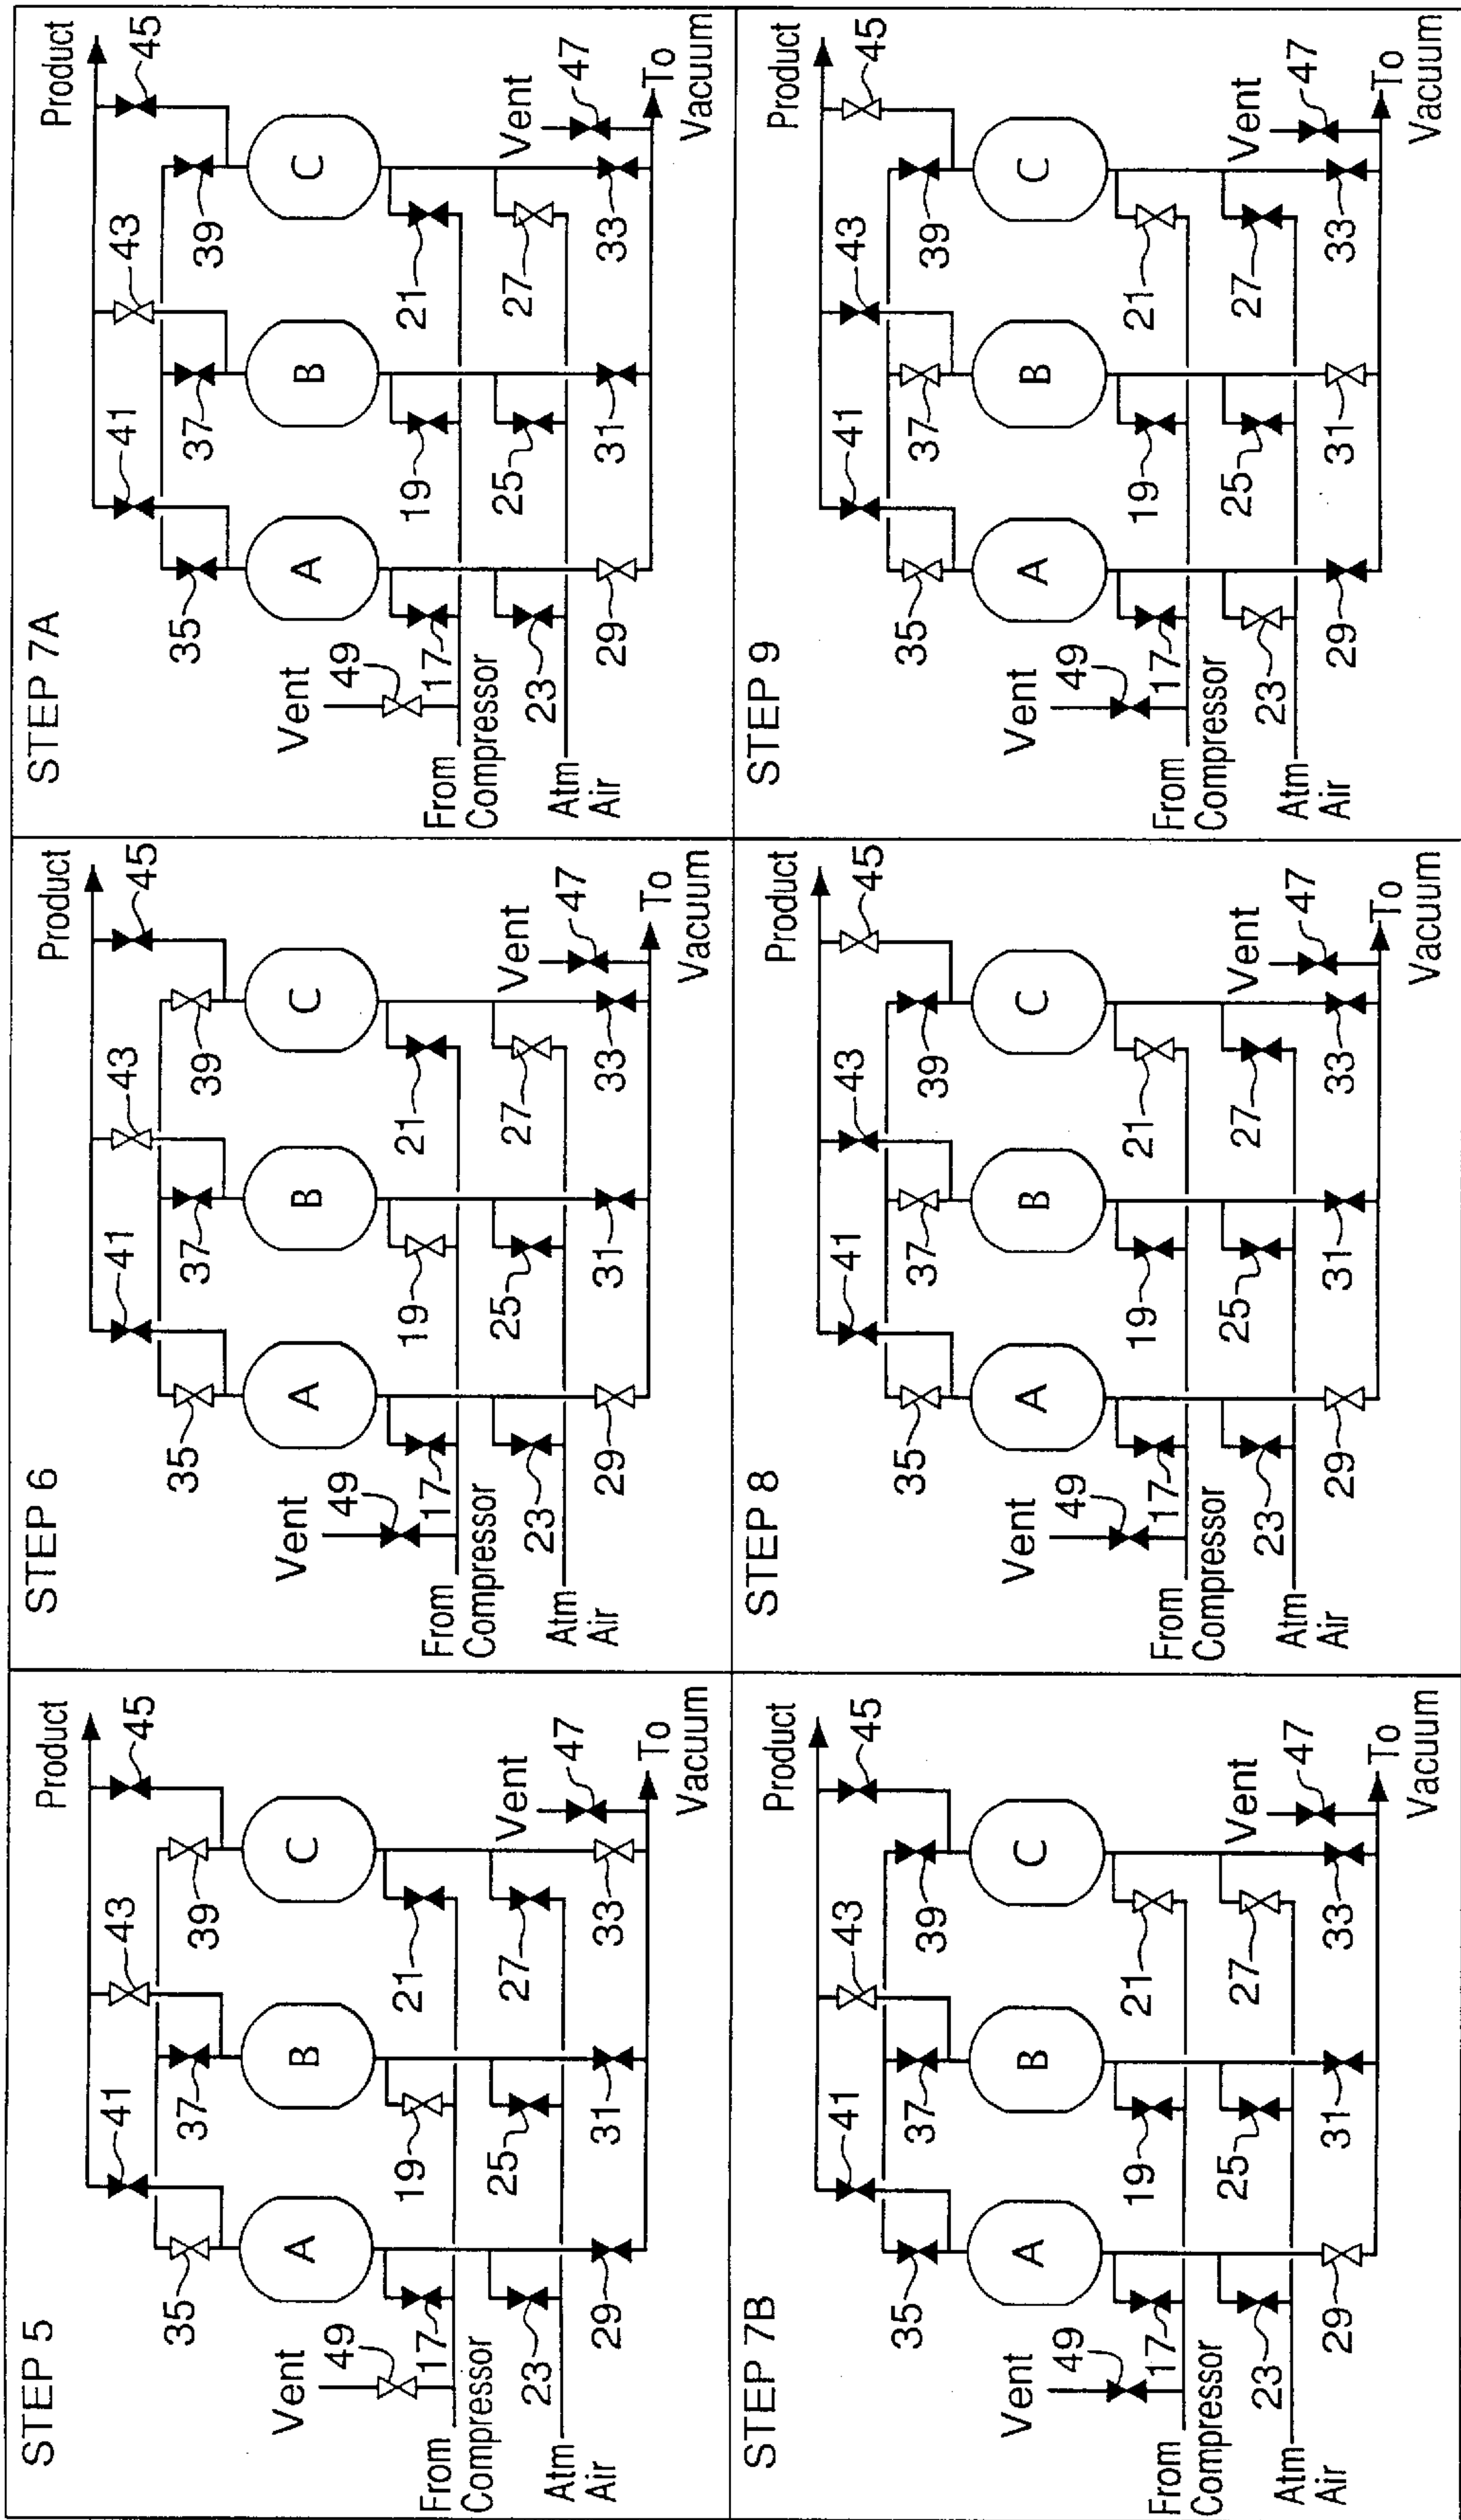 STEP 5
Product
41 43 45
35 37 39
A B C
Vent
49
17 19 21
From
Compressor
Vent
47
23 25 27
Atm
Air
29 31 33
To
Vacuum
STEP 6
Product
41 43 45
35 37 39
A B C
Vent
49
17 19 21
From
Compressor
Vent
47
23 25 27
Atm
Air
29 31 33
To
Vacuum
STEP 7A
Product
41 43 45
35 37 39
A B C
Vent
49
17 19 21
From
Compressor
Vent
47
23 25 27
Atm
Air
29 31 33
To
Vacuum
STEP 7B
Product
41 43 45
35 37 39
A B C
Vent
49
17 19 21
From
Compressor
Vent
47
23 25 27
Atm
Air
29 31 33
To
Vacuum
STEP 8
Product
41 43 45
35 37 39
A B C
Vent
49
17 19 21
From
Compressor
Vent
47
23 25 27
Atm
Air
29 31 33
To
Vacuum
STEP 9
Product
41 43 45
35 37 39
A B C
Vent
49
17 19 21
From
Compressor
Vent
47
23 25 27
Atm
Air
29 31 33
To
Vacuum